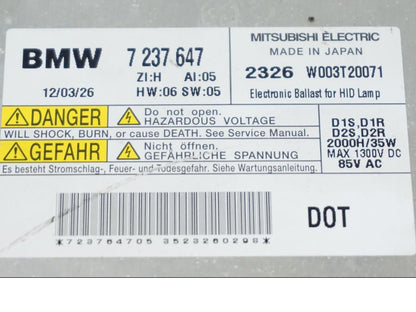 BMW 7 237 647
MITSUBISHI ELECTRIC
MADE IN JAPAN
ZI:H AI:05
12/03/26 HW:06 SW:05
2326 W003T20071
Electronic Ballast for HID Lamp
DANGER Do not open.
HAZARDOUS VOLTAGE
WILL SHOCK, BURN, or cause DEATH. See Service Manual.
GEFAHR Nicht öffnen.
GEFÄHRLICHE SPANNUNG
Es besteht Stromschlag-, Feuer- und Todesgefahr. Siehe Wartungsanleitung.
D1S,D1R
D2S,D2R
2000H/35W
MAX 1300V DC
85V AC
*723764705 3523260298*
DOT